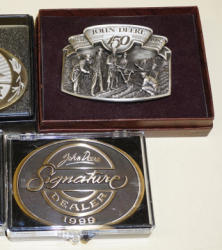 JOHN DEERE
150
John Deere
Signature
DEALER
1999